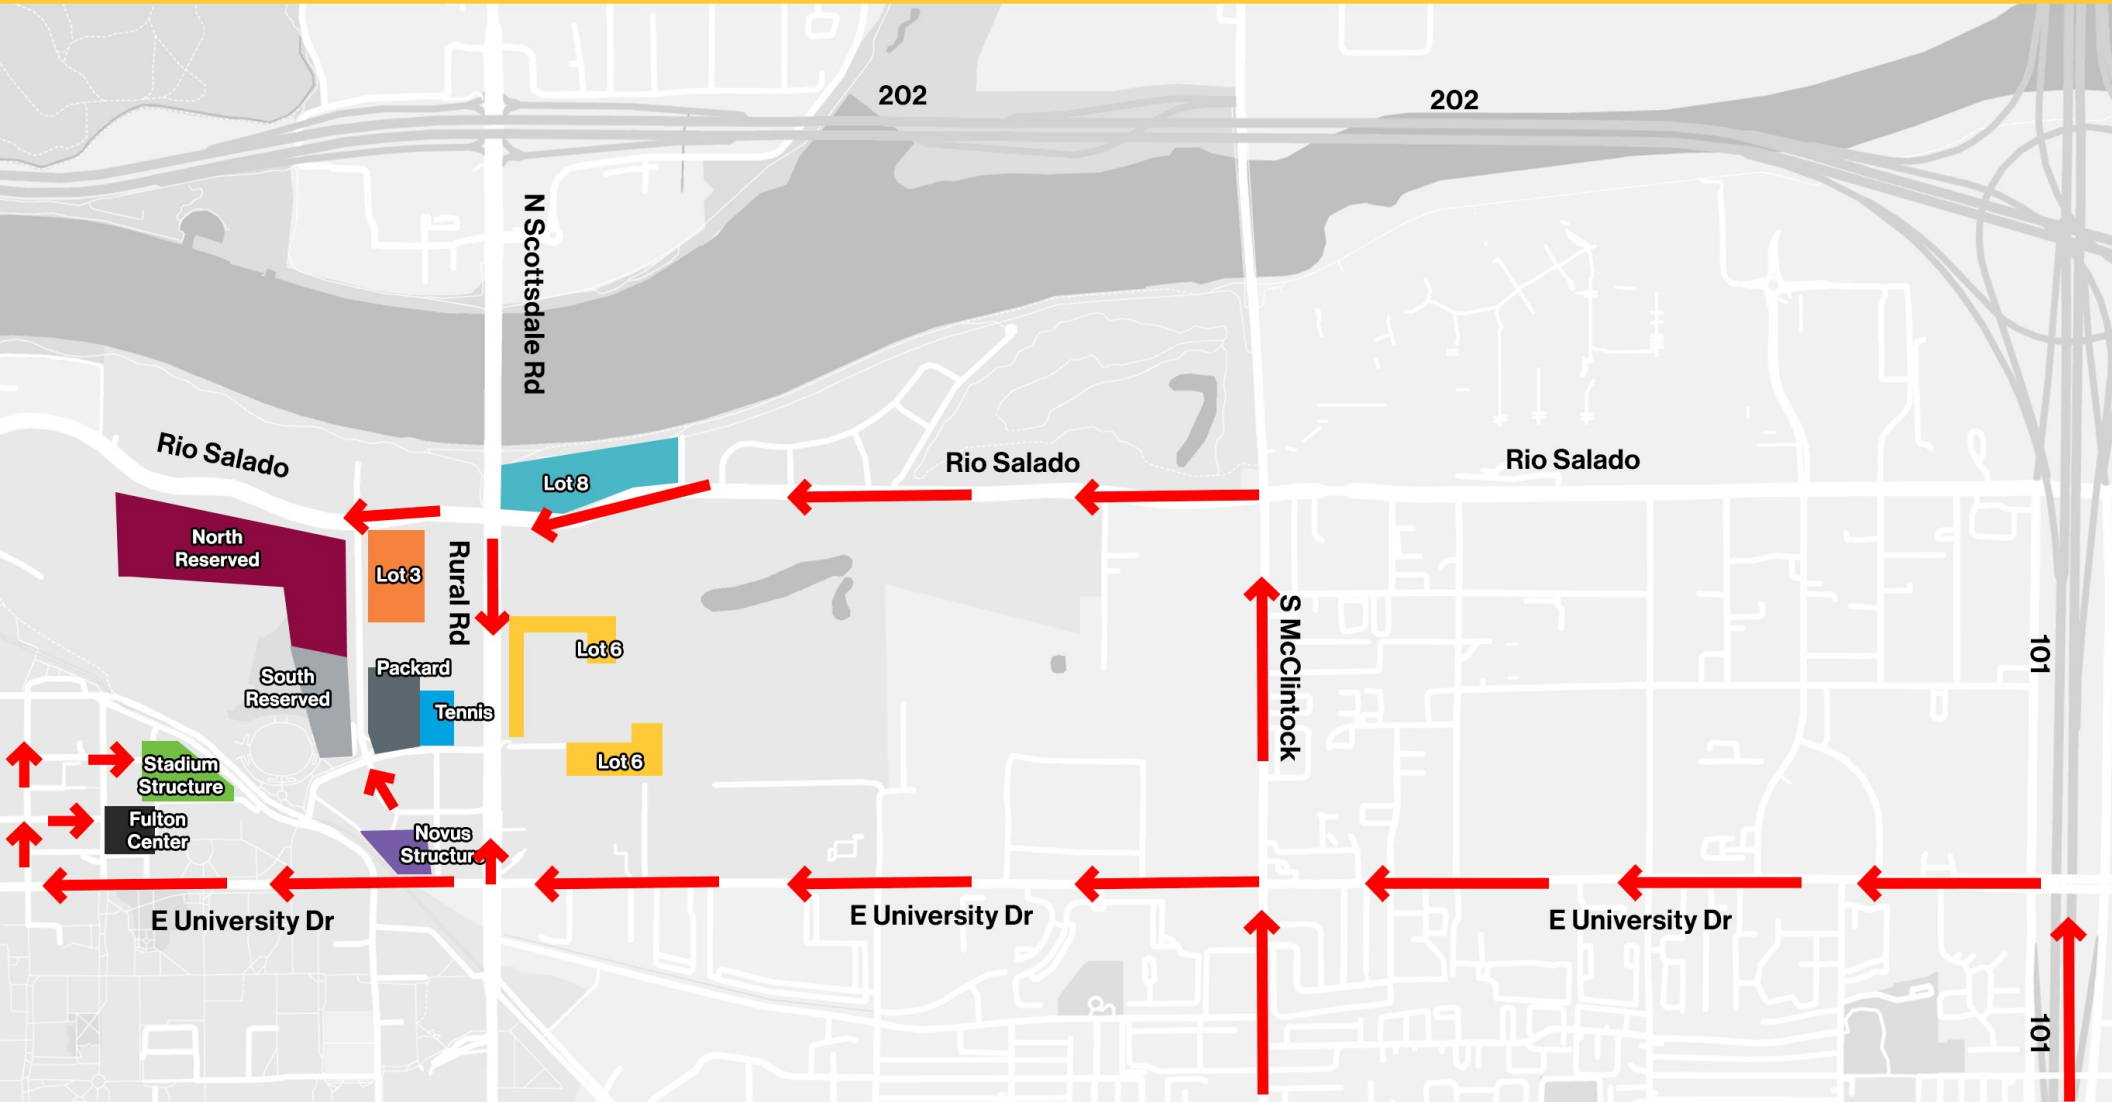 202
202
N Scottsdale Rd
Rio Salado
Rio Salado
Rio Salado
Lot 8
North
Reserved
Lot 3
Rural Rd
Lot 6
S McClintock
101
South
Reserved
Packard
Tennis
Lot 6
Stadium
Structure
Fulton
Center
Novus
Structure
E University Dr
E University Dr
E University Dr
101